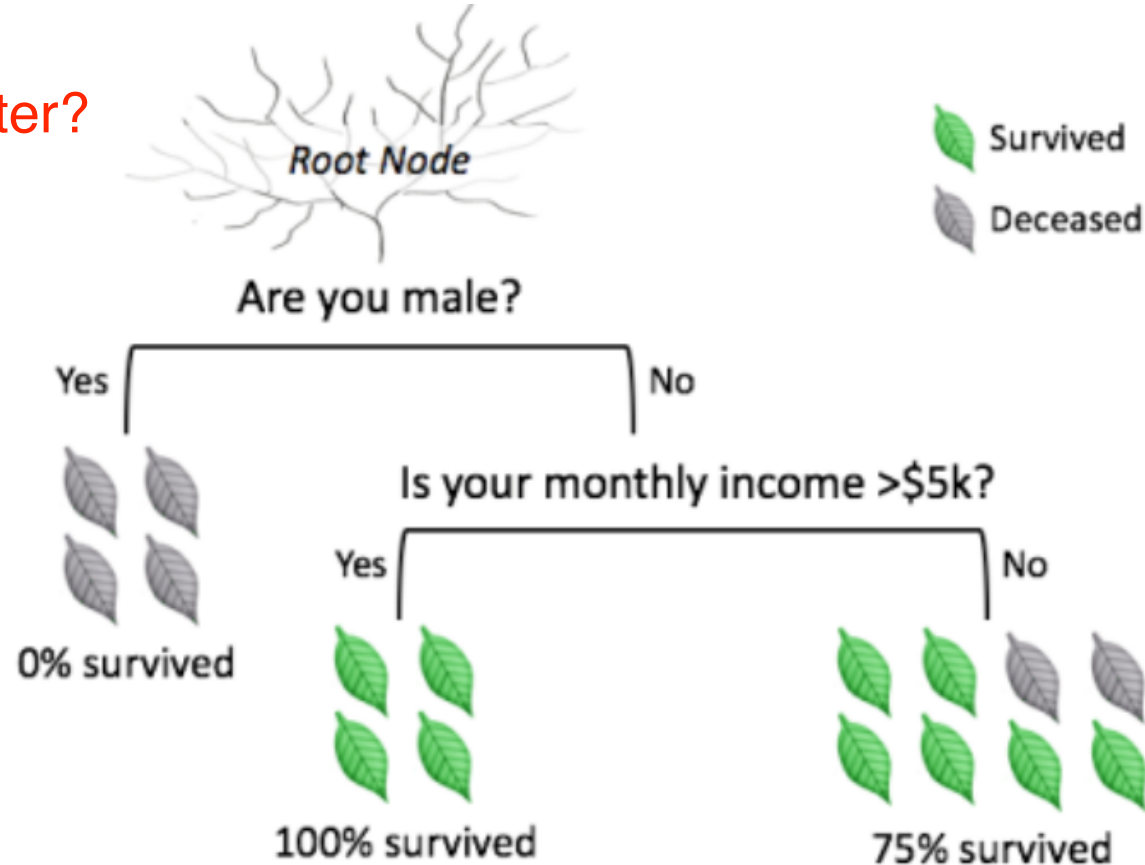 ter?
Root Node
Survived
Deceased
Are you male?
Yes
No
Is your monthly income >$5k?
Yes
No
0% survived
100% survived
75% survived